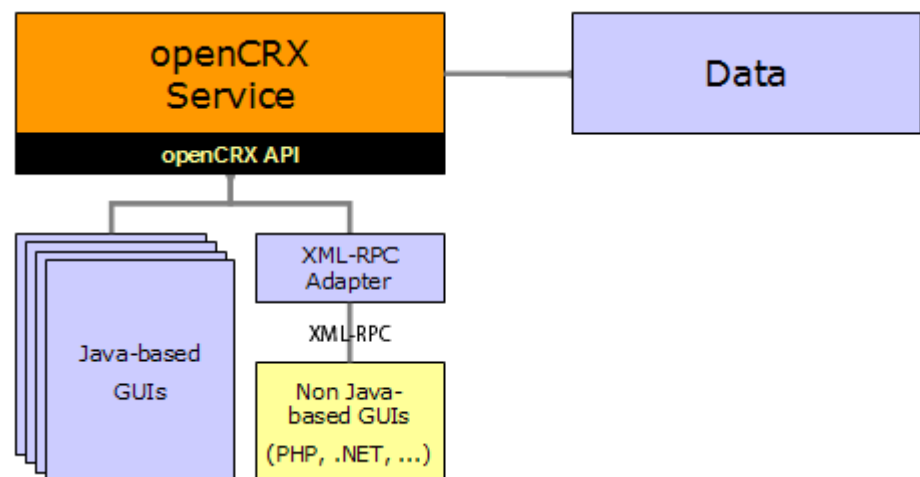 openCRX
Service
Data
openCRX API
XML-RPC
Adapter
XML-RPC
Java-based
GUIs
Non Java-
based GUIs
(PHP, .NET, ...)